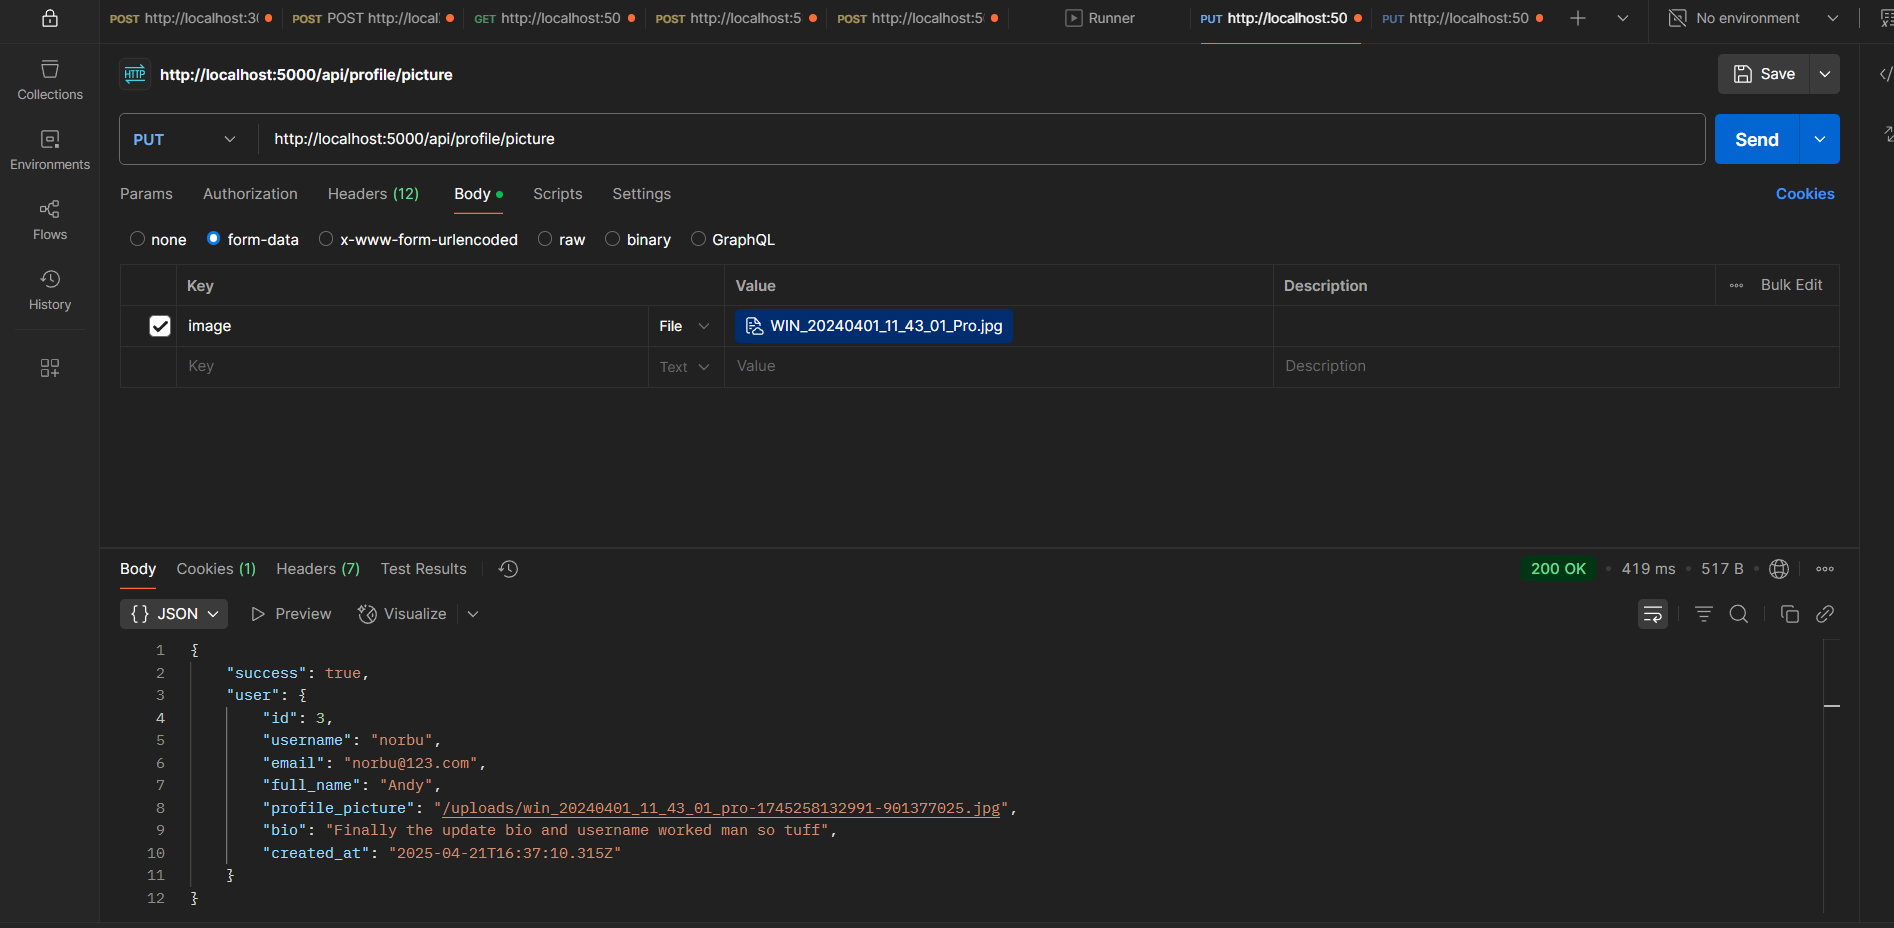 POST http://localhost:30 POST POST http://local: GET http://localhost:50 POST http://localhost:5 POST http://localhost:5 Runner PUT http://localhost:50 PUT http://localhost:50 No environment
HTTP http://localhost:5000/api/profile/picture Save
Collections
PUT http://localhost:5000/api/profile/picture Send
Environments
Params Authorization Headers (12) Body Scripts Settings Cookies
Flows
none form-data x-www-form-urlencoded raw binary GraphQL
Key Value Description Bulk Edit
History
image File WIN_20240401_11_43_01_Pro.jpg
Key Text Value Description
Body Cookies (1) Headers (7) Test Results 200 OK 419 ms 517 B
{} JSON Preview Visualize
1 {
2 "success": true,
3 "user": {
4 "id": 3,
5 "username": "norbu",
6 "email": "norbu@123.com",
7 "full_name": "Andy",
8 "profile_picture": "/uploads/win_20240401_11_43_01_pro-1745258132991-901377025.jpg",
9 "bio": "Finally the update bio and username worked man so tuff",
10 "created_at": "2025-04-21T16:37:10.315Z"
11 }
12 }